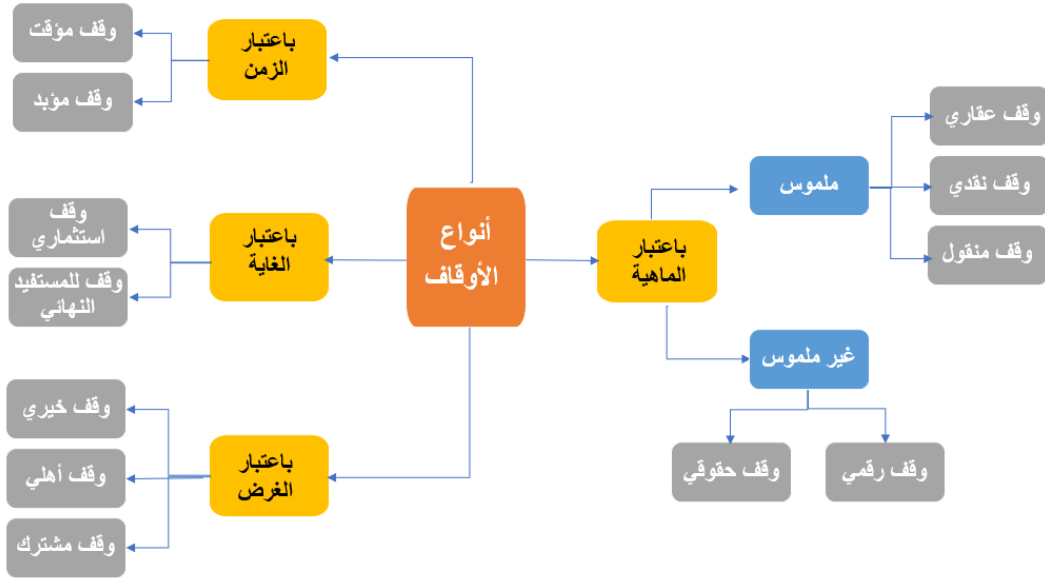 أنواع
الأوقاف
باعتبار
الماهية
ملموس
وقف عقاري
وقف نقدي
وقف منقول
غير ملموس
وقف رقمي
وقف حقوقي
باعتبار
الزمن
وقف مؤقت
وقف مؤبد
باعتبار
الغاية
وقف
استثماري
وقف للمستفيد
النهائي
باعتبار
الغرض
وقف خيري
وقف أهلي
وقف مشترك